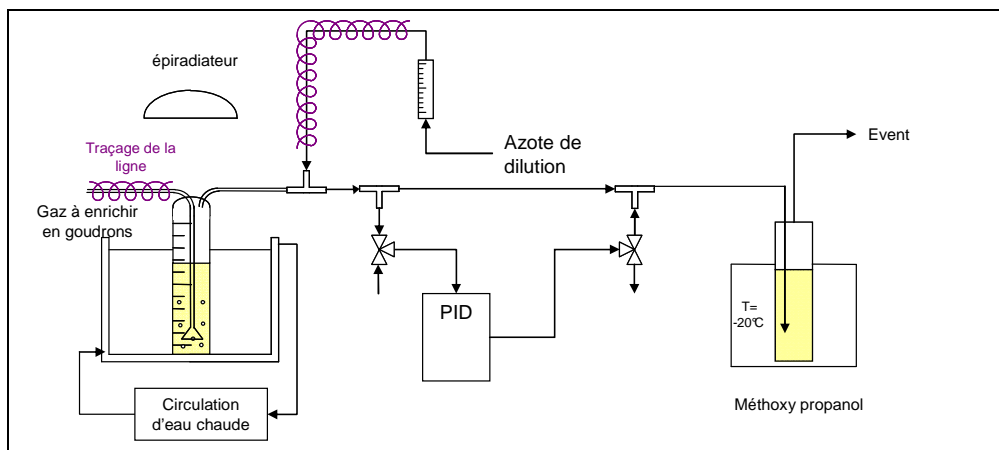 épiradiateur
Traçage de la
ligne
Gaz à enrichir
en goudrons
Azote de
dilution
Event
PID
T=
-20°C
Circulation
d'eau chaude
Méthoxy propanol